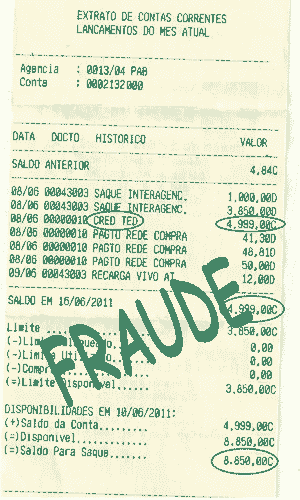 EXTRATO DE CONTAS CORRENTES
LANCAMENTOS DO MES ATUAL
Agencia : 0013/04 PAB
Conta : 0002132000
DATA DOCTO HISTORICO VALOR
SALDO ANTERIOR 4,84C
08/06 00043003 SAQUE INTERAGENC. 1.000,00D
08/06 00043003 SAQUE INTERAGENC. 3.850,00D
08/06 00000010 CRED TED 4.999,00C
08/06 00000010 PAGTO REDE COMPRA 41,30D
08/06 00000010 PAGTO REDE COMPRA 48,81D
08/06 00000010 PAGTO REDE COMPRA 50,00D
09/06 00043003 RECARGA VIVO AT 12,00D
SALDO EM 16/06/2011 4.999,00C
FRAUDE
Limite 3.850,00C
(-) 0,00
(-) 0,00
(-) 0,00
(=)Limite Disponivel 3.850,00C
DISPONIBILIDADES EM 10/06/2011:
(+)Saldo da Conta......... 4.999,00C
(=)Disponivel............. 8.850,00C
(=)Saldo Para Saque....... 8.850,00C